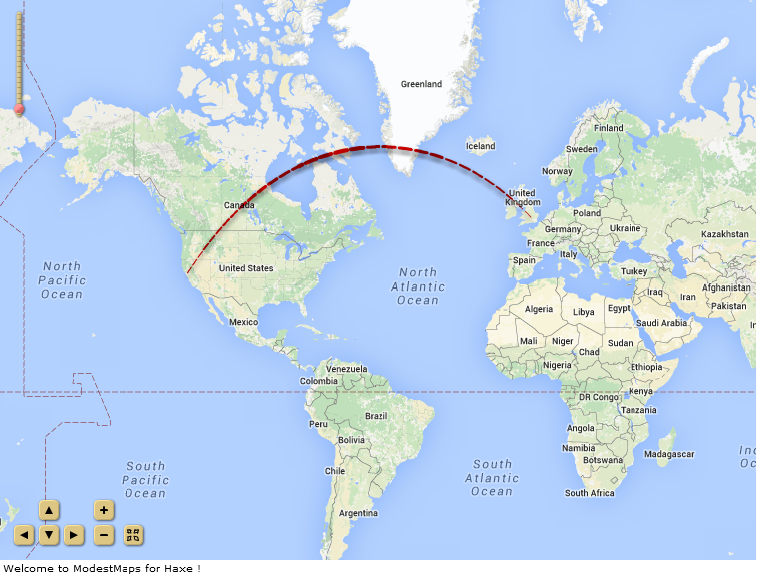 Greenland
Iceland
Finland
Sweden
Norway
United
Kingdom
Canada
Poland
Germany
Ukraine
Kazakhstan
France
Italy
Spain
Turkey
North
Pacific
Ocean
United States
North
Atlantic
Ocean
Iraq
Iran
Afghanistan
Pakistan
Algeria
Libya
Egypt
Saudi Arabia
In
Mexico
Mali
Niger
Chad
Sudan
Nigeria
Ethiopia
Venezuela
Colombia
DR Congo
Kenya
Tanzania
Brazil
Peru
Angola
Bolivia
Namibia
Botswana
Madagascar
South
Pacific
Ocean
Chile
South
Atlantic
Ocean
Ind
Oc
South Africa
Argentina
Welcome to ModestMaps for Haxe !